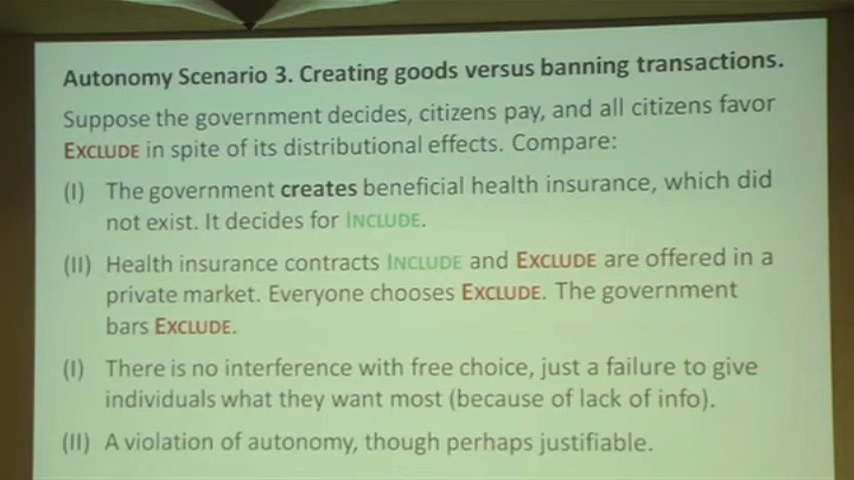 Autonomy Scenario 3. Creating goods versus banning transactions.
Suppose the government decides, citizens pay, and all citizens favor
EXCLUDE in spite of its distributional effects. Compare:
(I) The government creates beneficial health insurance, which did
not exist. It decides for INCLUDE.
(II) Health insurance contracts INCLUDE and EXCLUDE are offered in a
private market. Everyone chooses EXCLUDE. The government
bars EXCLUDE.
(I) There is no interference with free choice, just a failure to give
individuals what they want most (because of lack of info).
(II) A violation of autonomy, though perhaps justifiable.